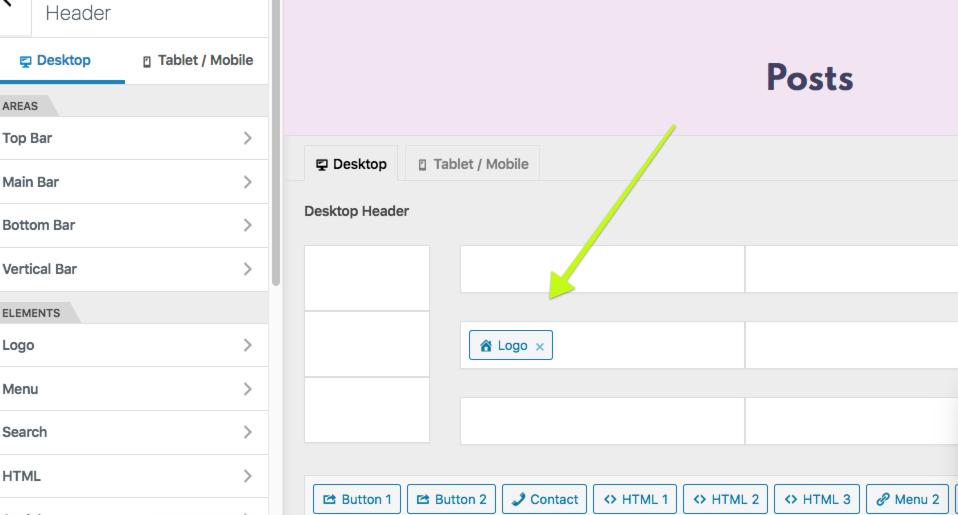 Header
Desktop
Tablet / Mobile
AREAS
Top Bar
Main Bar
Bottom Bar
Vertical Bar
ELEMENTS
Logo
Menu
Search
HTML
Posts
Desktop
Tablet / Mobile
Desktop Header
Logo ×
Button 1
Button 2
Contact
HTML 1
HTML 2
HTML 3
Menu 2